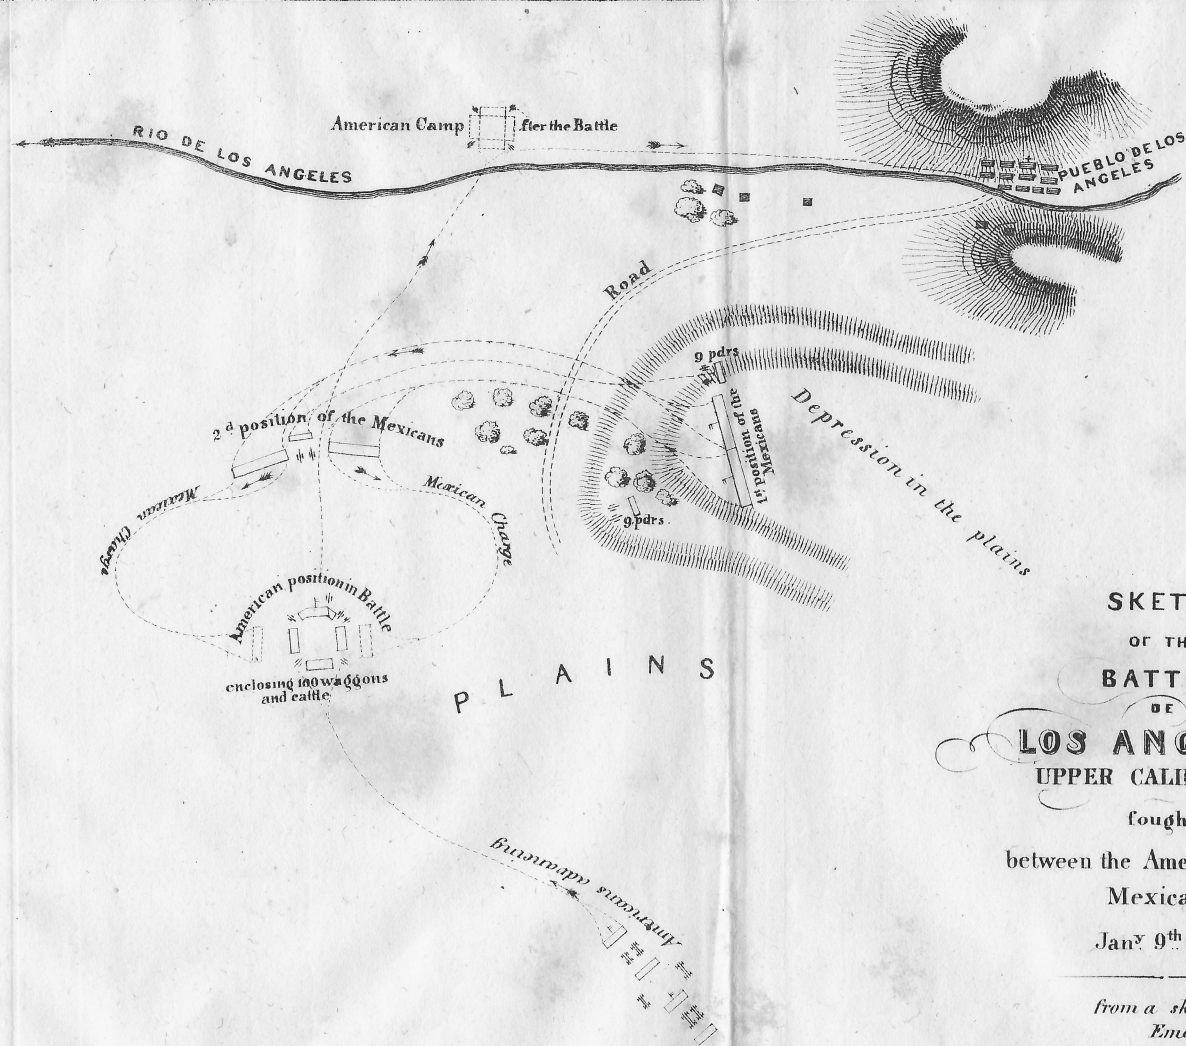 RIO DE LOS ANGELES
American Camp
fter the Battle
PUEBLO DE LOS
ANGELES
Road
9 pdrs
2d position of the Mexicans
1st position of the
Mexicans
Depression in the plains
Mexican Charge
Mexican Charge
9.pdrs.
American position in Battle
enclosing 100 waggons
and cattle
PLAINS
Americans advancing
SKET
OF TH
BATT
DE
LOS ANG
UPPER CALI
fough
between the Ame
Mexica
Jany. 9th
from a sk
Emo